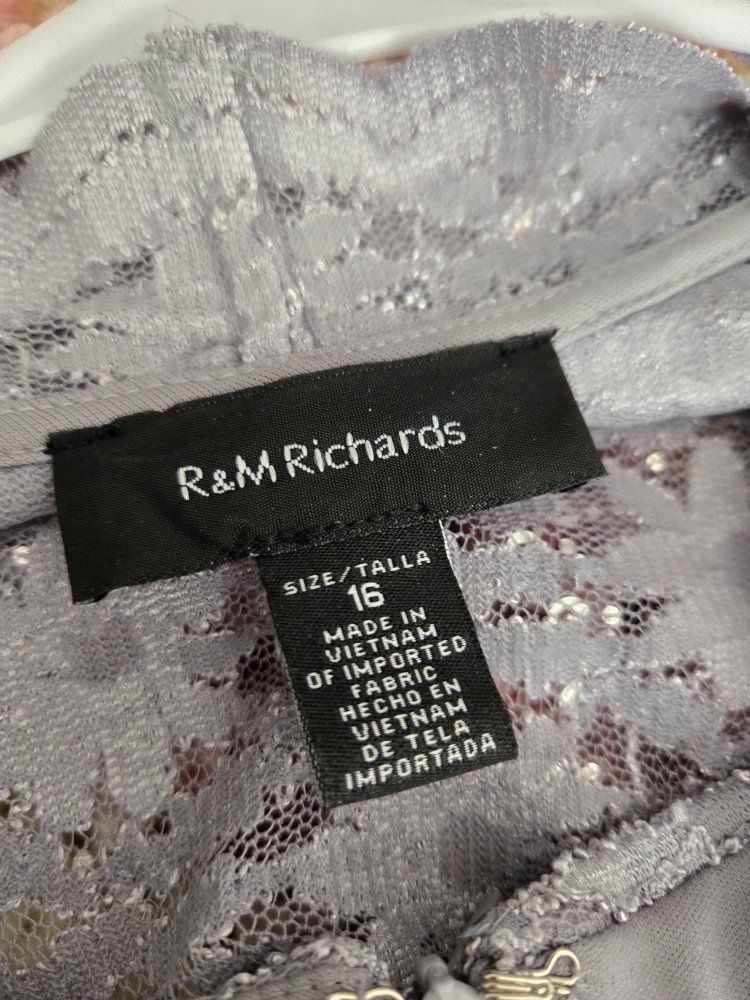 R&M Richards
SIZE/TALLA
16
MADE IN
VIETNAM
OF IMPORTED
FABRIC
HECHO EN
VIETNAM
DE TELA
IMPORTADA